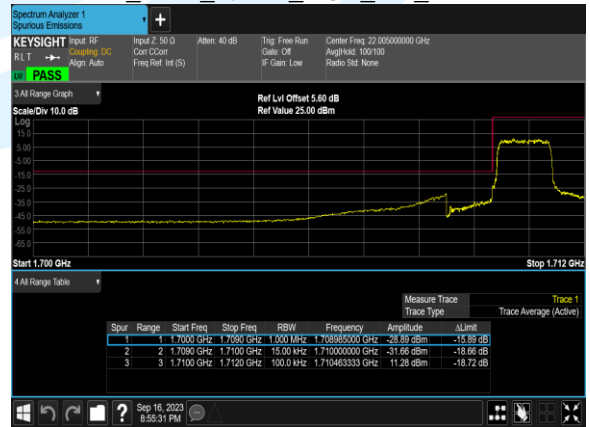 Spectrum Analyzer 1
Spurious Emissions
KEYSIGHT Input: RF Input Z: 50 Ω Atten: 40 dB Trig: Free Run Center Freq: 22.005000000 GHz
RLT Coupling: DC Corr CCorr Gate: Off Avg|Hold: 100/100
Align: Auto Freq Ref: Int (S) IF Gain: Low Radio Std: None
LM PASS
3 All Range Graph
Ref Lvl Offset 5.60 dB
Scale/Div 10.0 dB Ref Value 25.00 dBm
Log
15.0
5.00
-5.00
-15.0
-25.0
-35.0
-45.0
-55.0
-65.0
Start 1.700 GHz Stop 1.712 GHz
4 All Range Table
Measure Trace Trace 1
Trace Type Trace Average (Active)
Spur Range Start Freq Stop Freq RBW Frequency Amplitude ΔLimit
1 1 1.7000 GHz 1.7090 GHz 1.000 MHz 1.708985000 GHz -28.89 dBm -15.89 dB
2 2 1.7090 GHz 1.7100 GHz 15.00 kHz 1.710000000 GHz -31.66 dBm -18.66 dB
3 3 1.7100 GHz 1.7120 GHz 100.0 kHz 1.710463333 GHz 11.28 dBm -18.72 dB
? Sep 16, 2023
8:55:31 PM